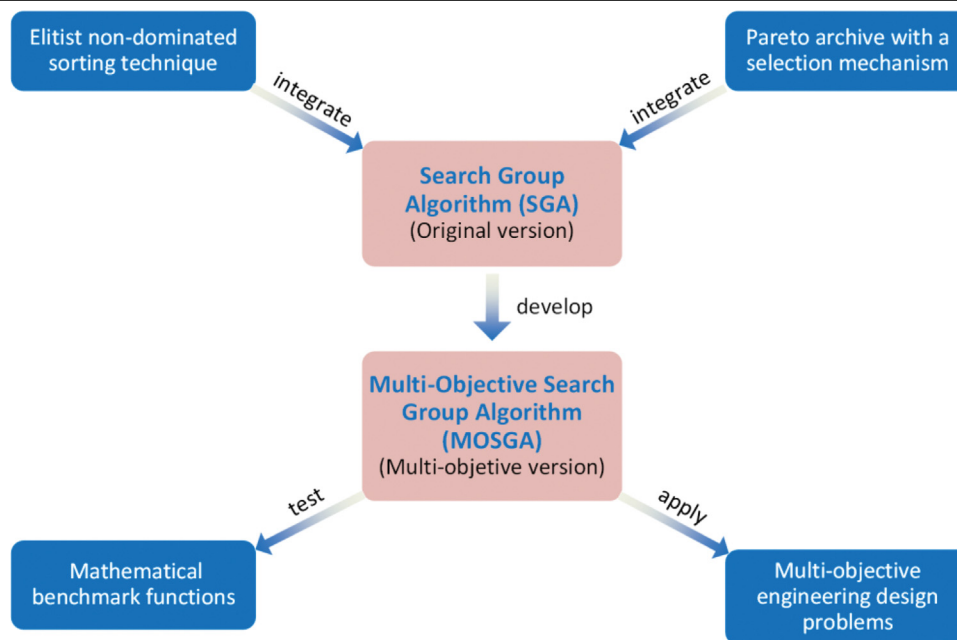 Elitist non-dominated
sorting technique
Pareto archive with a
selection mechanism
integrate
integrate
Search Group
Algorithm (SGA)
(Original version)
develop
Multi-Objective Search
Group Algorithm
(MOSGA)
(Multi-objetive version)
test
apply
Mathematical
benchmark functions
Multi-objective
engineering design
problems